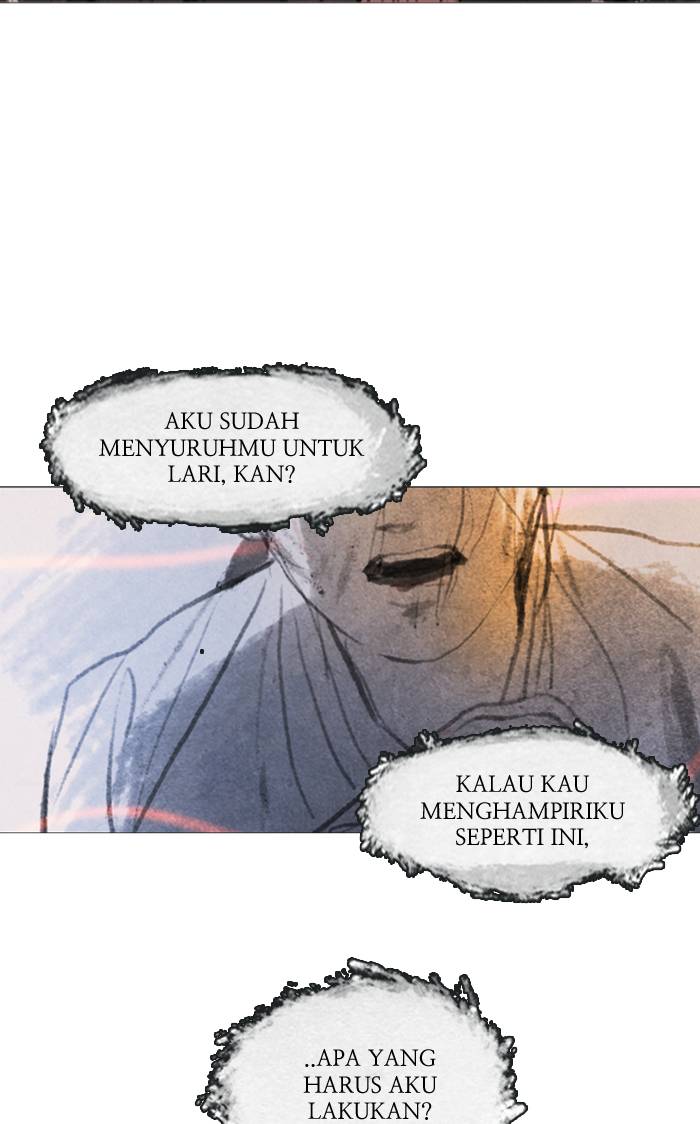 AKU SUDAH
MENYURUHMU UNTUK
LARI, KAN?
KALAU KAU
MENGHAMPIRIKU
SEPERTI INI,
..APA YANG
HARUS AKU
LAKUKAN?